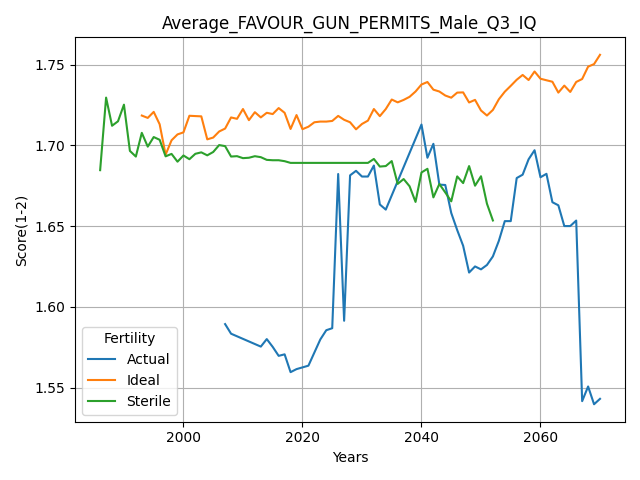 Average_FAVOUR_GUN_PERMITS_Male_Q3_IQ
Score(1-2)
1.75
1.70
1.65
1.60
1.55
Fertility
Actual
Ideal
Sterile
2000 2020 2040 2060
Years